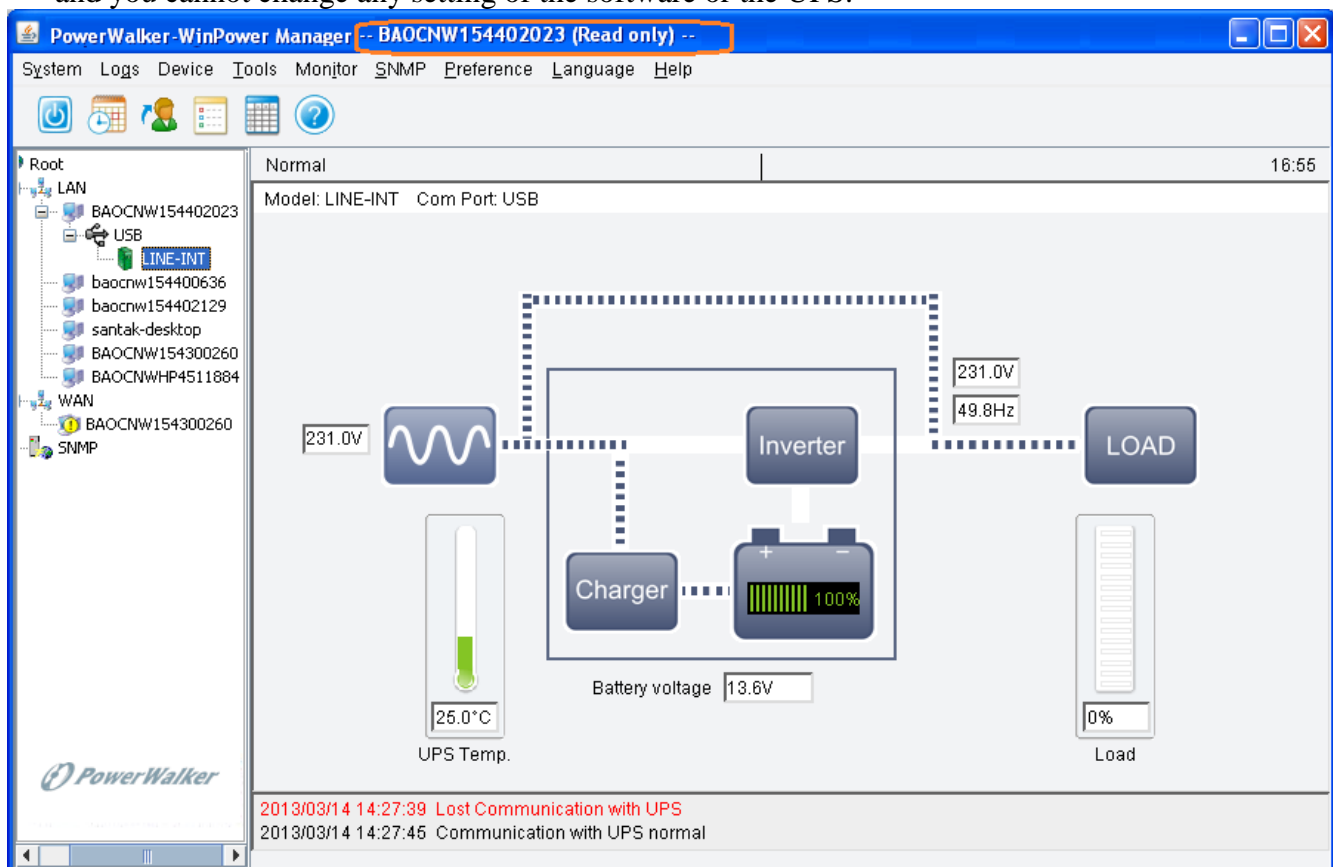 and you cannot change any setting of the software or the UPS.
PowerWalker-WinPower Manager -- BAOCNW154402023 (Read only) --
System Logs Device Tools Monitor SNMP Preference Language Help
Root
LAN
BAOCNW154402023
USB
LINE-INT
baocnw154400636
baocnw154402129
santak-desktop
BAOCNW154300260
BAOCNWHP4511884
WAN
BAOCNW154300260
SNMP
PowerWalker
Normal
16:55
Model: LINE-INT Com Port: USB
231.0V
49.8Hz
231.0V
Inverter
LOAD
Charger
+ −
100%
Battery voltage 13.6V
25.0°C
UPS Temp.
0%
Load
2013/03/14 14:27:39 Lost Communication with UPS
2013/03/14 14:27:45 Communication with UPS normal